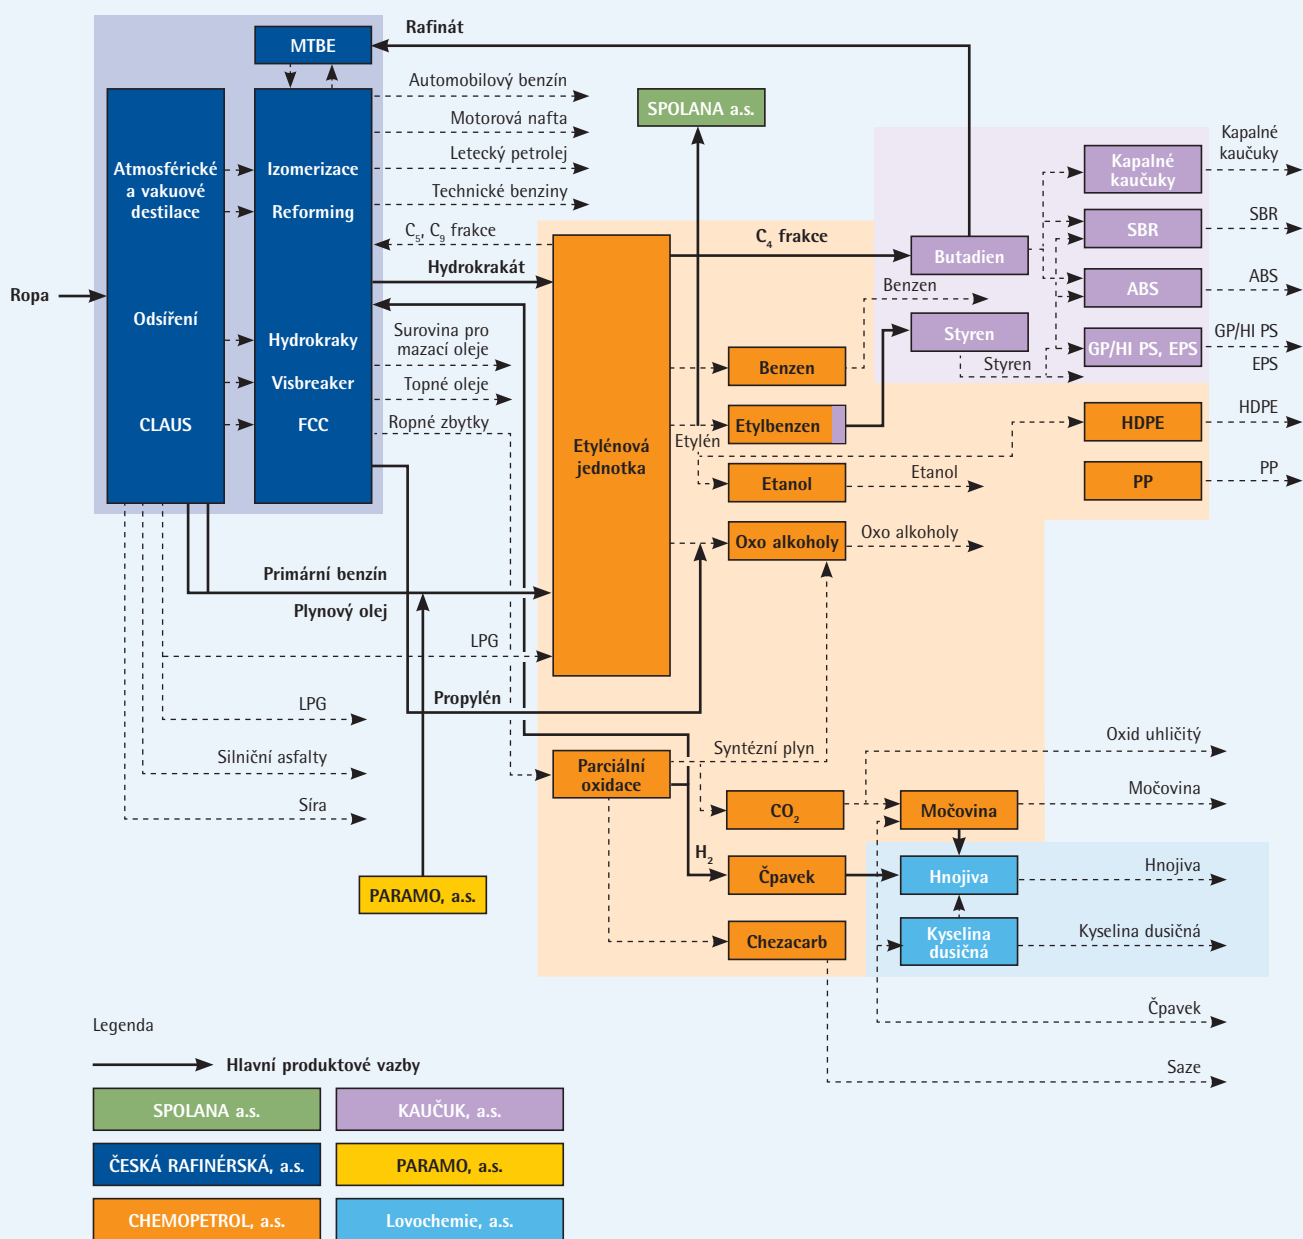 Rafinát
MTBE
Automobilový benzín
Motorová nafta
Letecký petrolej
Technické benziny
C₅, C₉ frakce
Hydrokrakát
Ropa
Atmosférické
a vakuové
destilace
Odsíření
CLAUS
Izomerizace
Reforming
Hydrokraky
Visbreaker
FCC
Surovina pro
mazací oleje
Topné oleje
Ropné zbytky
SPOLANA a.s.
C₄ frakce
Butadien
Benzen
Styren
Styren
Kapalné
kaučuky
SBR
ABS
GP/HI PS, EPS
Kapalné
kaučuky
SBR
ABS
GP/HI PS
EPS
Etylénová
jednotka
Benzen
Etylbenzen
Etylén
Etanol
Etanol
Oxo alkoholy
Oxo alkoholy
HDPE
HDPE
PP
PP
Primární benzín
Plynový olej
LPG
Propylén
LPG
Silniční asfalty
Síra
PARAMO, a.s.
Parciální
oxidace
Syntézní plyn
CO₂
H₂
Čpavek
Chezacarb
Močovina
Hnojiva
Kyselina
dusičná
Oxid uhličitý
Močovina
Hnojiva
Kyselina dusičná
Čpavek
Saze
Legenda
Hlavní produktové vazby
SPOLANA a.s.
KAUČUK, a.s.
ČESKÁ RAFINÉRSKÁ, a.s.
PARAMO, a.s.
CHEMOPETROL, a.s.
Lovochemie, a.s.